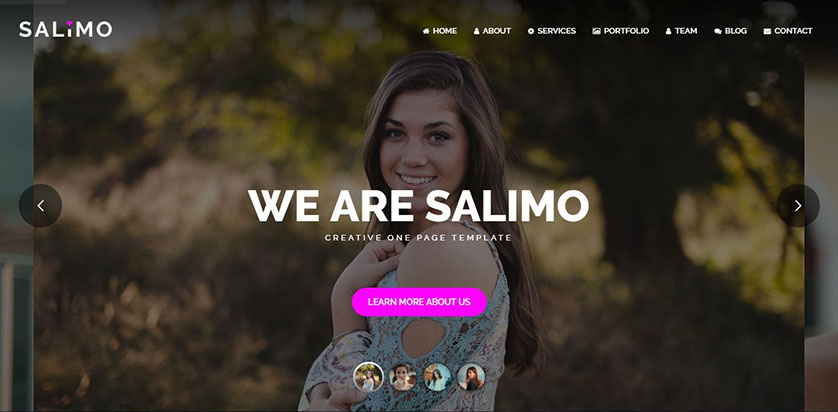 SALiMO
HOME ABOUT SERVICES PORTFOLIO TEAM BLOG CONTACT
WE ARE SALIMO
CREATIVE ONE PAGE TEMPLATE
LEARN MORE ABOUT US